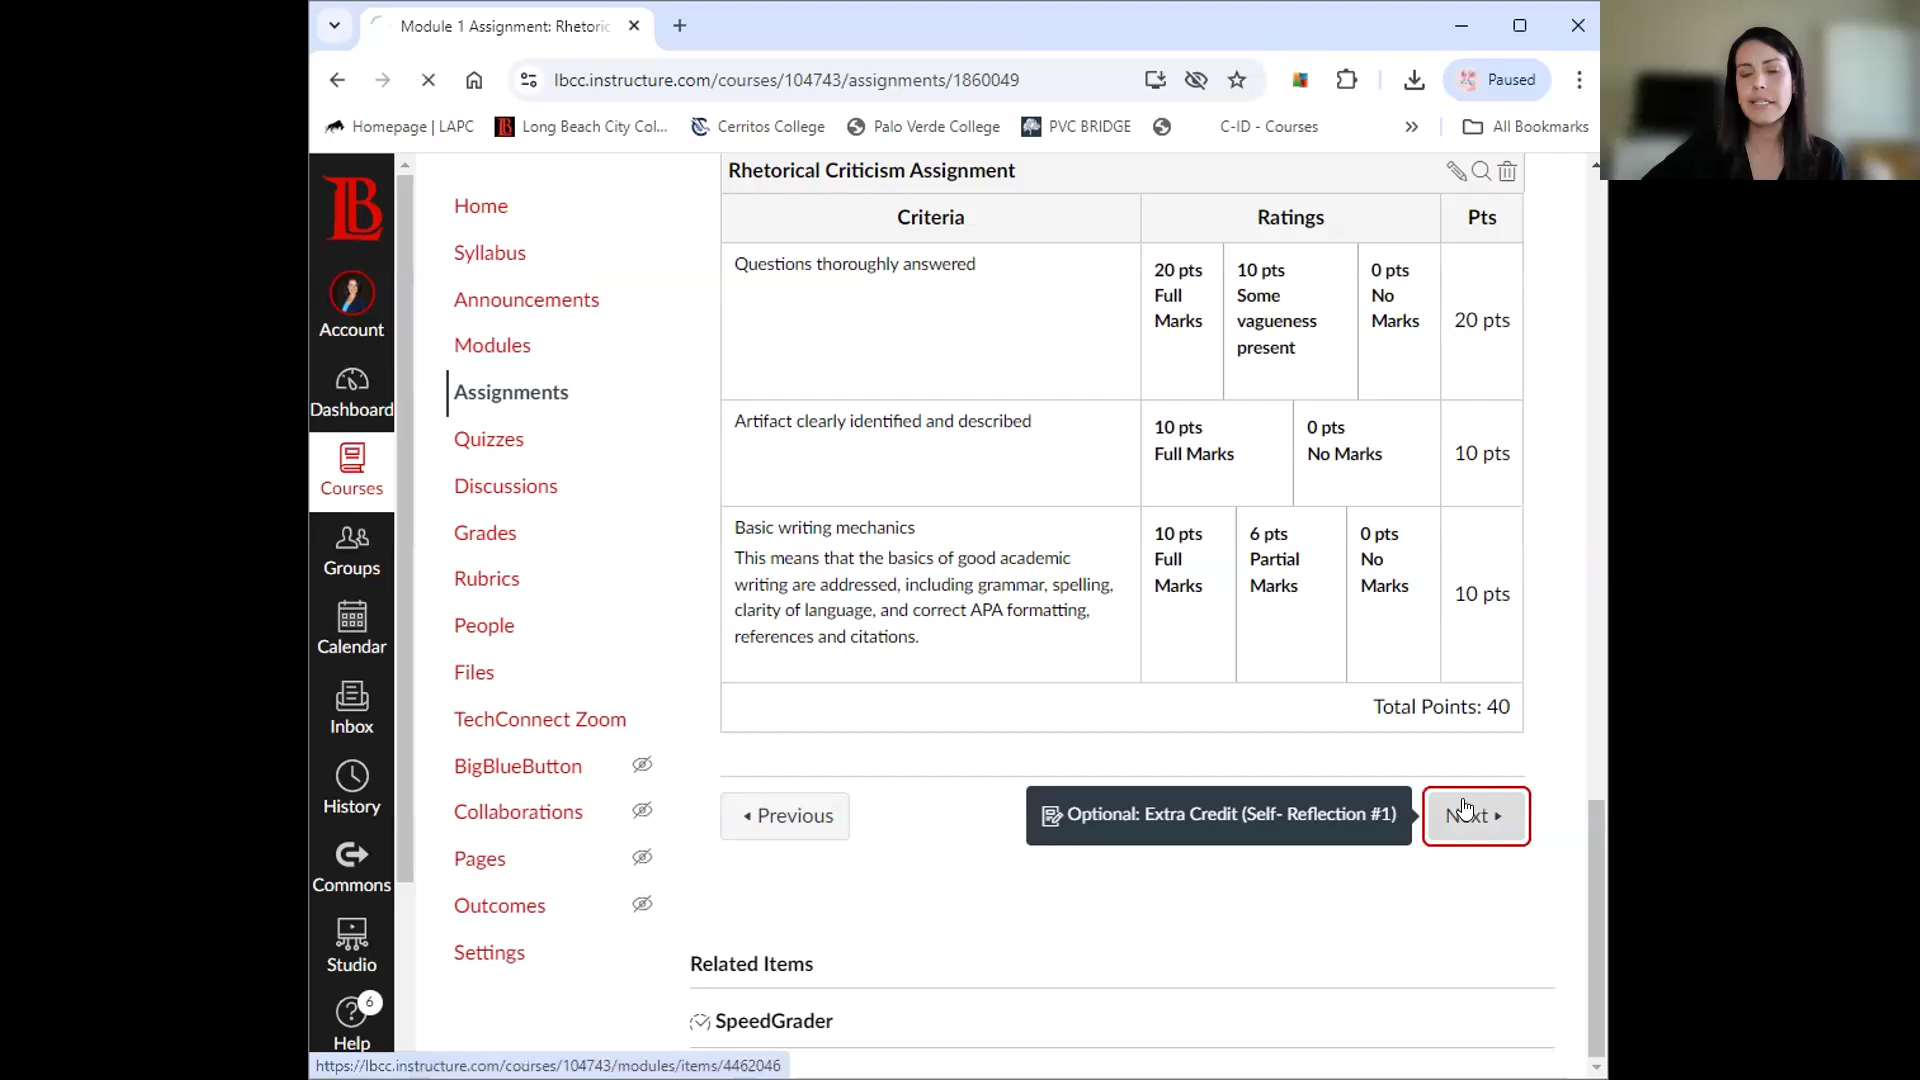 Module 1 Assignment: Rhetoric
lbcc.instructure.com/courses/104743/assignments/1860049
Paused
Homepage | LAPC
Long Beach City Col...
Cerritos College
Palo Verde College
PVC BRIDGE
C-ID - Courses
»
All Bookmarks
LB
Account
Dashboard
Courses
Groups
Calendar
Inbox
History
Commons
Studio
6
Help
Home
Syllabus
Announcements
Modules
Assignments
Quizzes
Discussions
Grades
Rubrics
People
Files
TechConnect Zoom
BigBlueButton
Collaborations
Pages
Outcomes
Settings
Rhetorical Criticism Assignment
Criteria
Ratings
Pts
Questions thoroughly answered
20 pts
Full
Marks
10 pts
Some
vagueness
present
0 pts
No
Marks
20 pts
Artifact clearly identified and described
10 pts
Full Marks
0 pts
No Marks
10 pts
Basic writing mechanics
This means that the basics of good academic
writing are addressed, including grammar, spelling,
clarity of language, and correct APA formatting,
references and citations.
10 pts
Full
Marks
6 pts
Partial
Marks
0 pts
No
Marks
10 pts
Total Points: 40
Previous
Optional: Extra Credit (Self- Reflection #1)
Next
Related Items
SpeedGrader
https://lbcc.instructure.com/courses/104743/modules/items/4462046